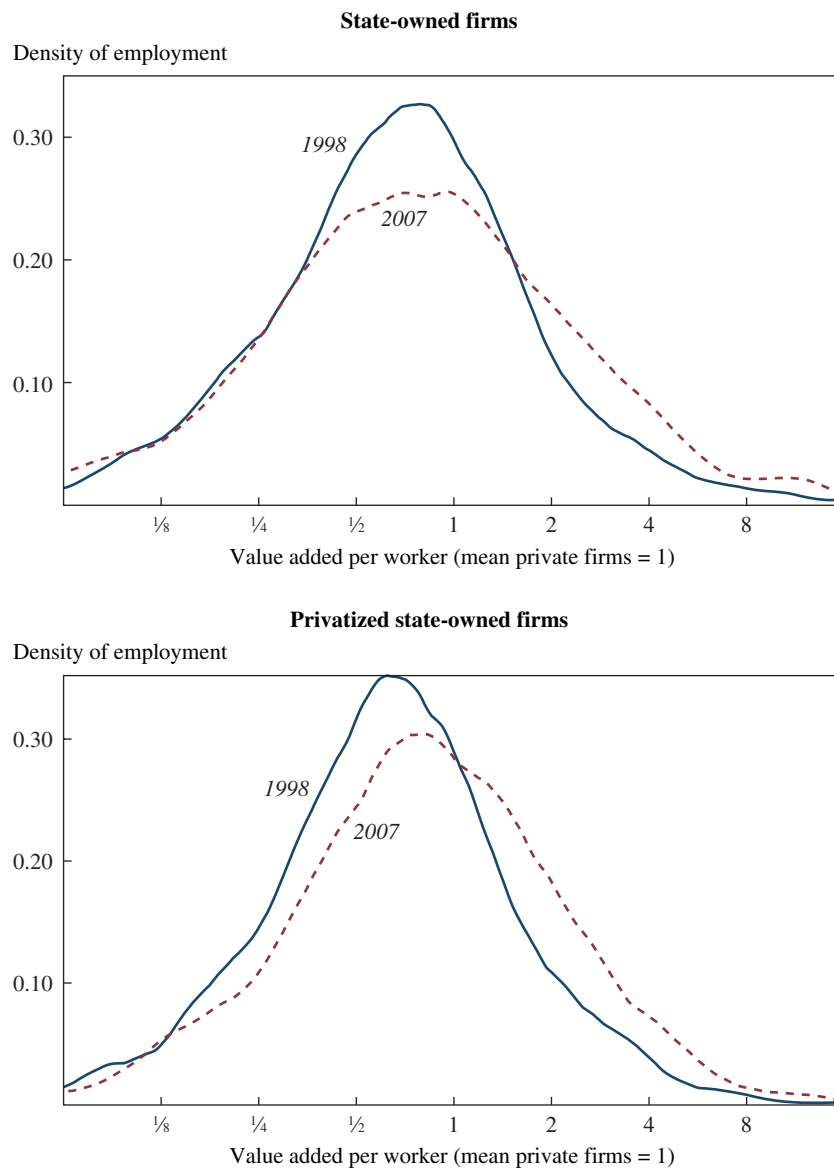 State-owned firms
Density of employment
0.30
1998
2007
0.20
0.10
⅛ ¼ ½ 1 2 4 8
Value added per worker (mean private firms = 1)
Privatized state-owned firms
Density of employment
0.30
1998
2007
0.20
0.10
⅛ ¼ ½ 1 2 4 8
Value added per worker (mean private firms = 1)